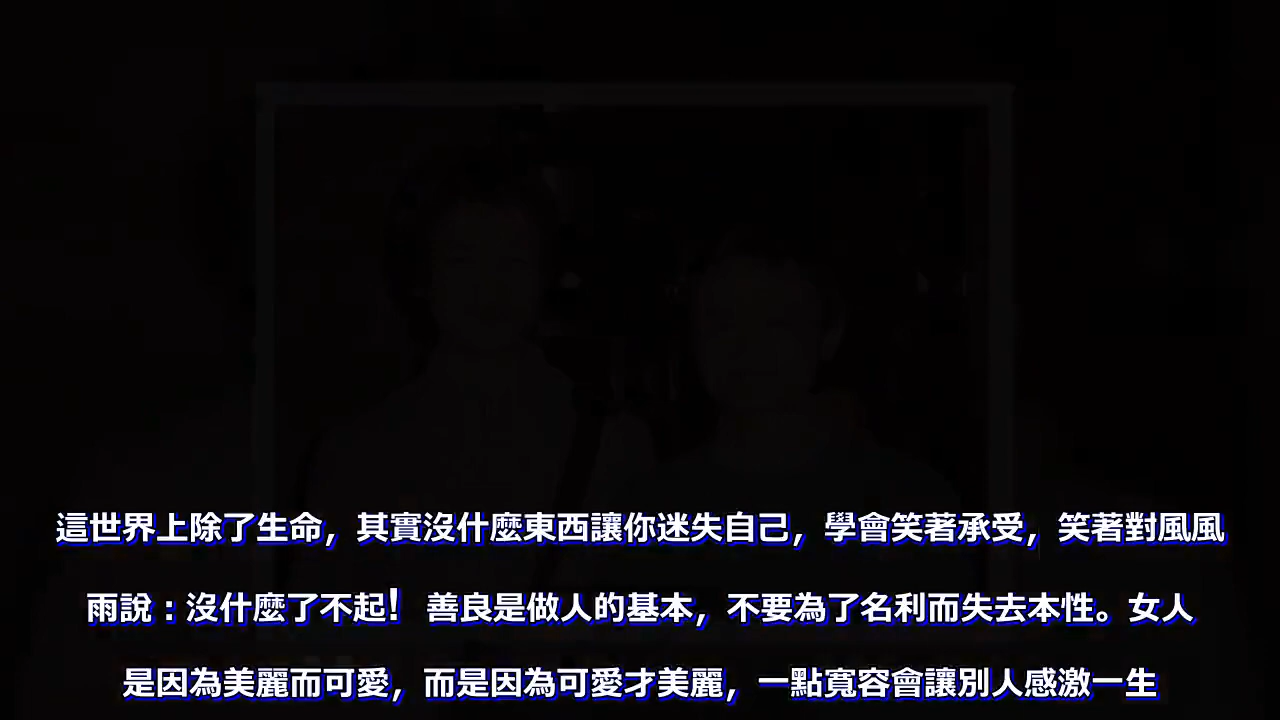 這世界上除了生命，其實沒什麼東西讓你迷失自己，學會笑著承受，笑著對風風
雨說：沒什麼了不起！ 善良是做人的基本，不要為了名利而失去本性。女人
是因為美麗而可愛，而是因為可愛才美麗，一點寬容會讓別人感激一生